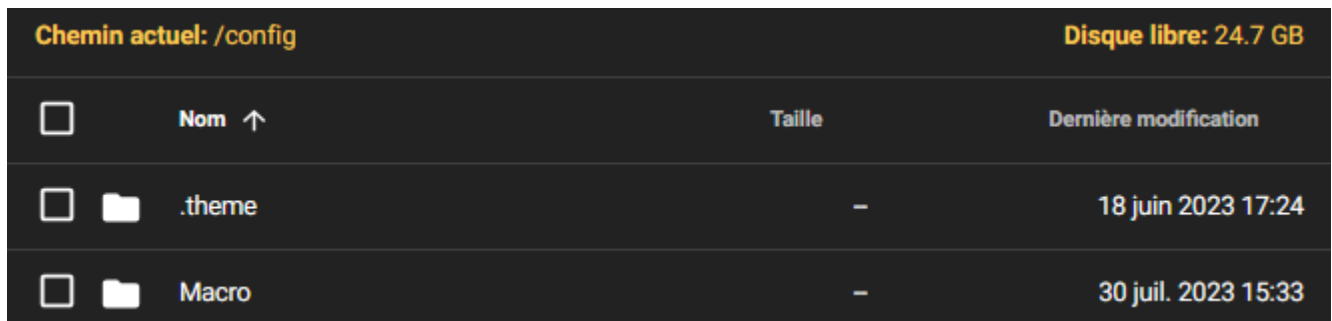 Chemin actuel: /config Disque libre: 24.7 GB
Nom ↑ Taille Dernière modification
.theme – 18 juin 2023 17:24
Macro – 30 juil. 2023 15:33